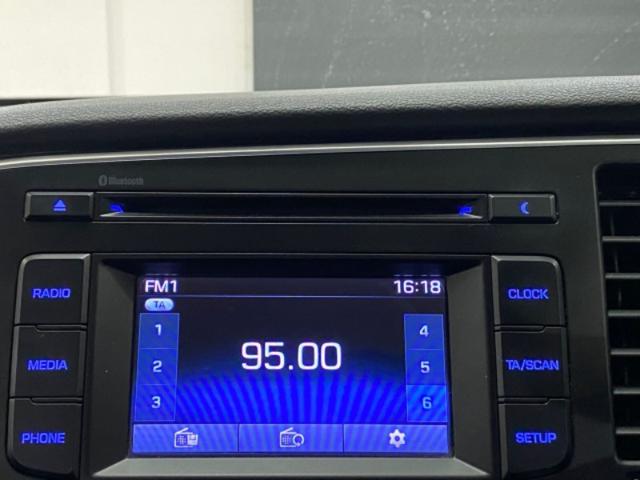 Bluetooth
RADIO
MEDIA
PHONE
FM1 16:18
TA
1
2
3
95.00
4
5
6
CLOCK
TA/SCAN
SETUP